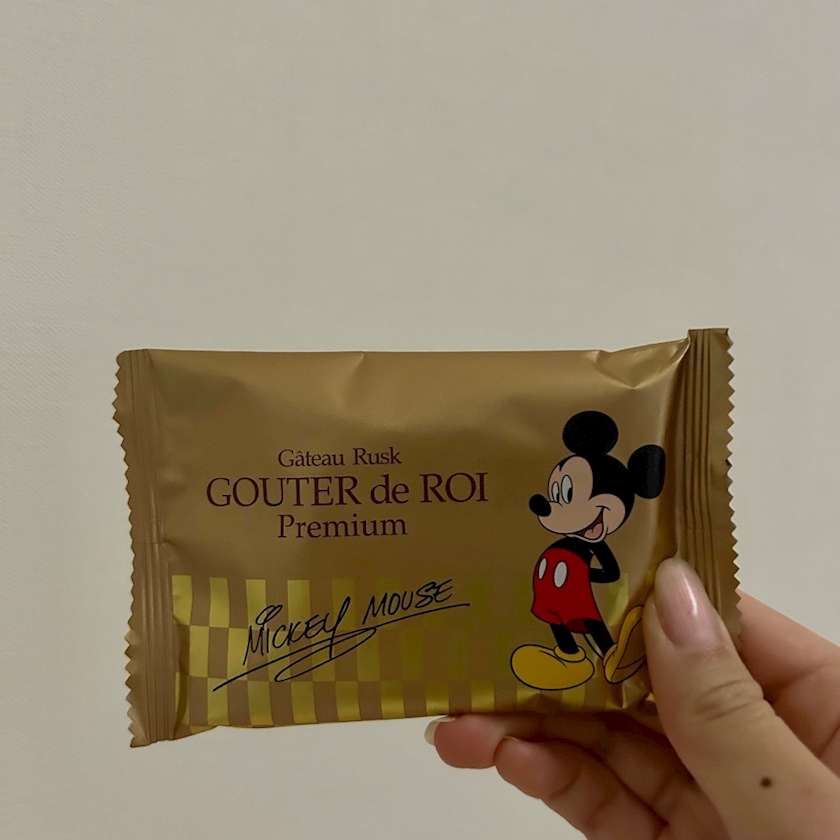 Gâteau Rusk
GOUTER de ROI
Premium
MICKEY MOUSE